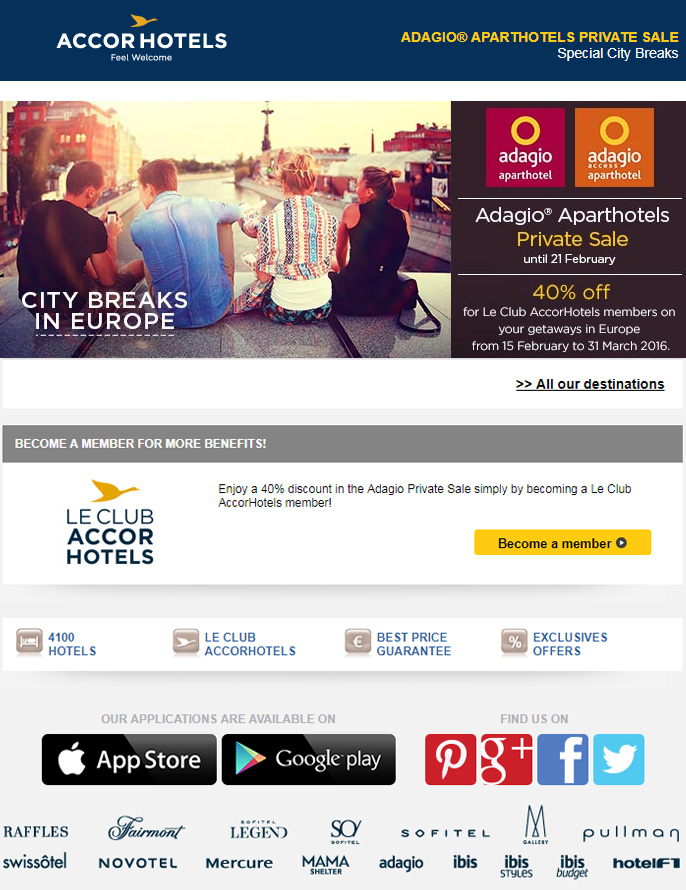 ACCORHOTELS
Feel Welcome
ADAGIO® APARTHOTELS PRIVATE SALE
Special City Breaks
adagio
aparthotel
adagio
access
aparthotel
Adagio® Aparthotels
Private Sale
until 21 February
40% off
for Le Club AccorHotels members on
your getaways in Europe
from 15 February to 31 March 2016.
CITY BREAKS
IN EUROPE
>> All our destinations
BECOME A MEMBER FOR MORE BENEFITS!
LE CLUB
ACCOR
HOTELS
Enjoy a 40% discount in the Adagio Private Sale simply by becoming a Le Club
AccorHotels member!
Become a member
4100
HOTELS
LE CLUB
ACCORHOTELS
€
BEST PRICE
GUARANTEE
%
EXCLUSIVES
OFFERS
OUR APPLICATIONS ARE AVAILABLE ON
FIND US ON
App Store
Google play
g+
f
RAFFLES
Fairmont
SOFITEL
LEGEND
SO/
SOFITEL
SOFITEL
M
GALLERY
pullman
swissôtel
NOVOTEL
Mercure
MAMA
SHELTER
adagio
ibis
ibis
STYLES
ibis
budget
hotelF1